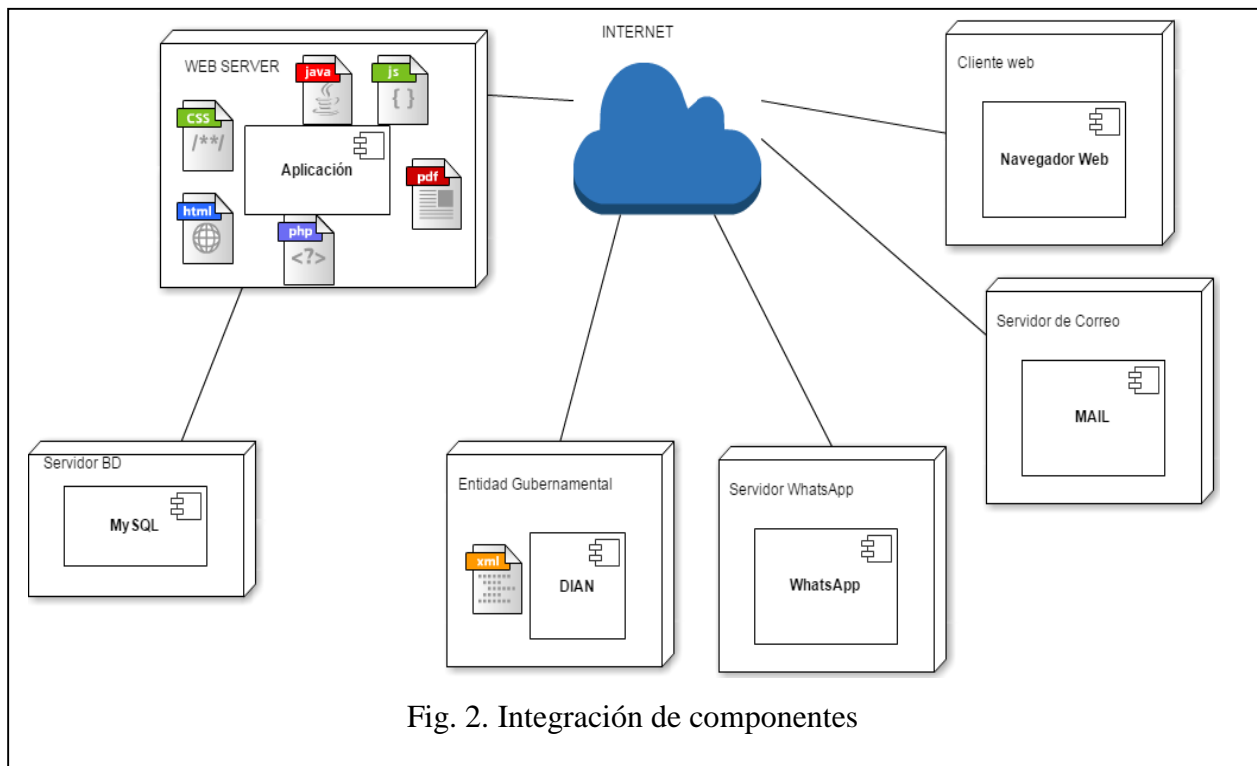 INTERNET
WEB SERVER
java
js
{ }
css
/**/
Aplicación
pdf
html
php
<?>
Cliente web
Navegador Web
Servidor de Correo
MAIL
Servidor BD
MySQL
Entidad Gubernamental
xml
DIAN
Servidor WhatsApp
WhatsApp
Fig. 2. Integración de componentes